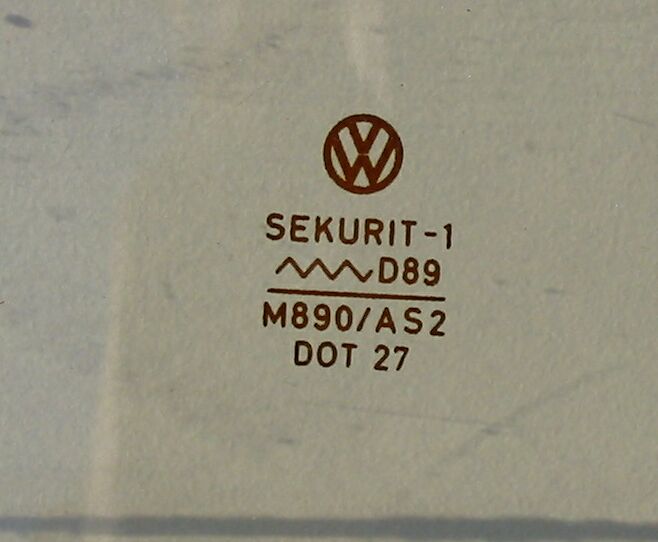 SEKURIT-1
D89
M890/AS2
DOT 27